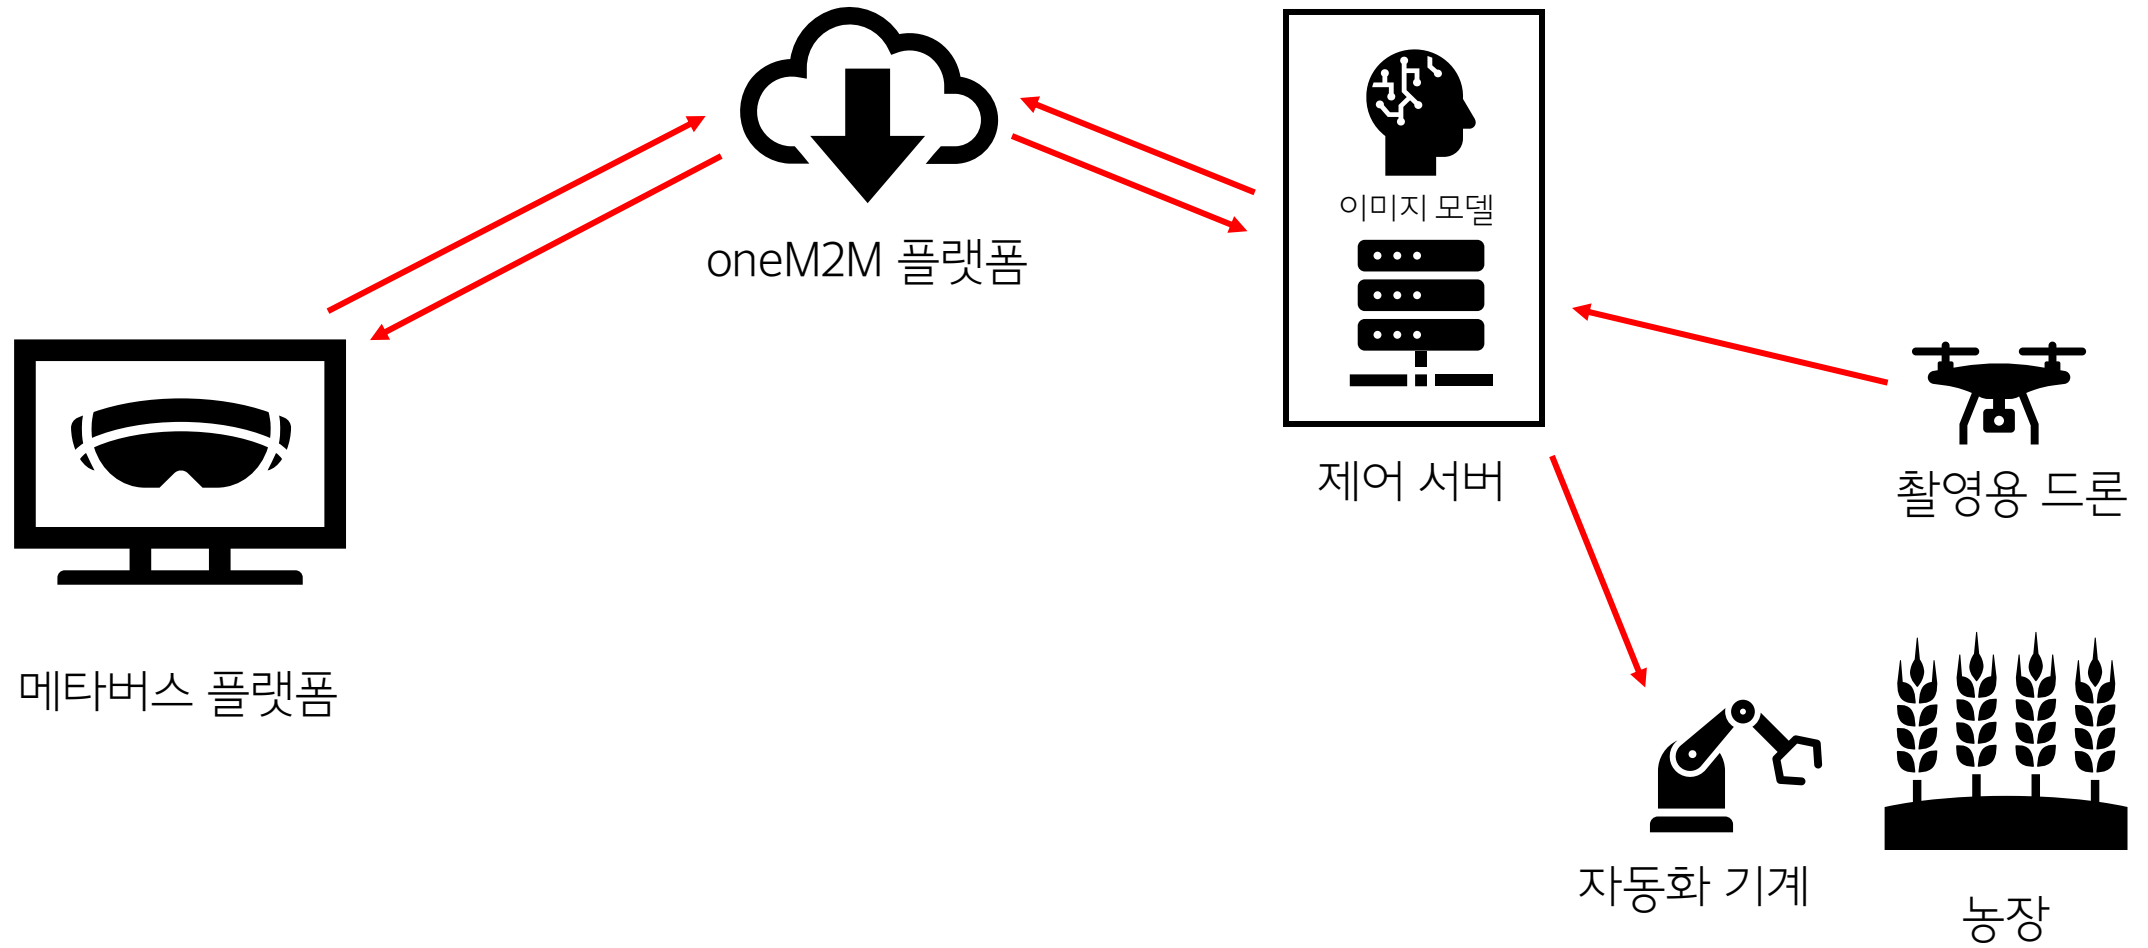 이미지 모델
oneM2M 플랫폼
제어 서버
촬영용 드론
메타버스 플랫폼
자동화 기계
농장